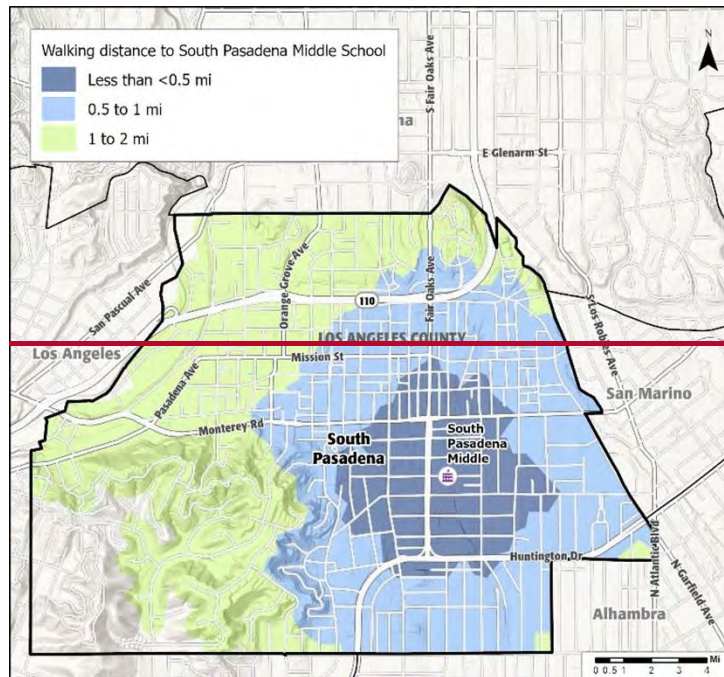 Walking distance to South Pasadena Middle School
Less than <0.5 mi
0.5 to 1 mi
1 to 2 mi
S Fair Oaks Ave
na
N
E Glenarm St
San Pascual Ave
Orange Grove Ave
110
Fair Oaks Ave
S Los Robles Ave
LOS ANGELES COUNTY
Los Angeles
Mission St
Pasadena Ave
San Marino
Monterey Rd
South
Pasadena
South
Pasadena
Middle
Huntington Dr
N Atlantic Blvd
N Garfield Ave
Alhambra
Mi
0 0.5 1 2 3 4